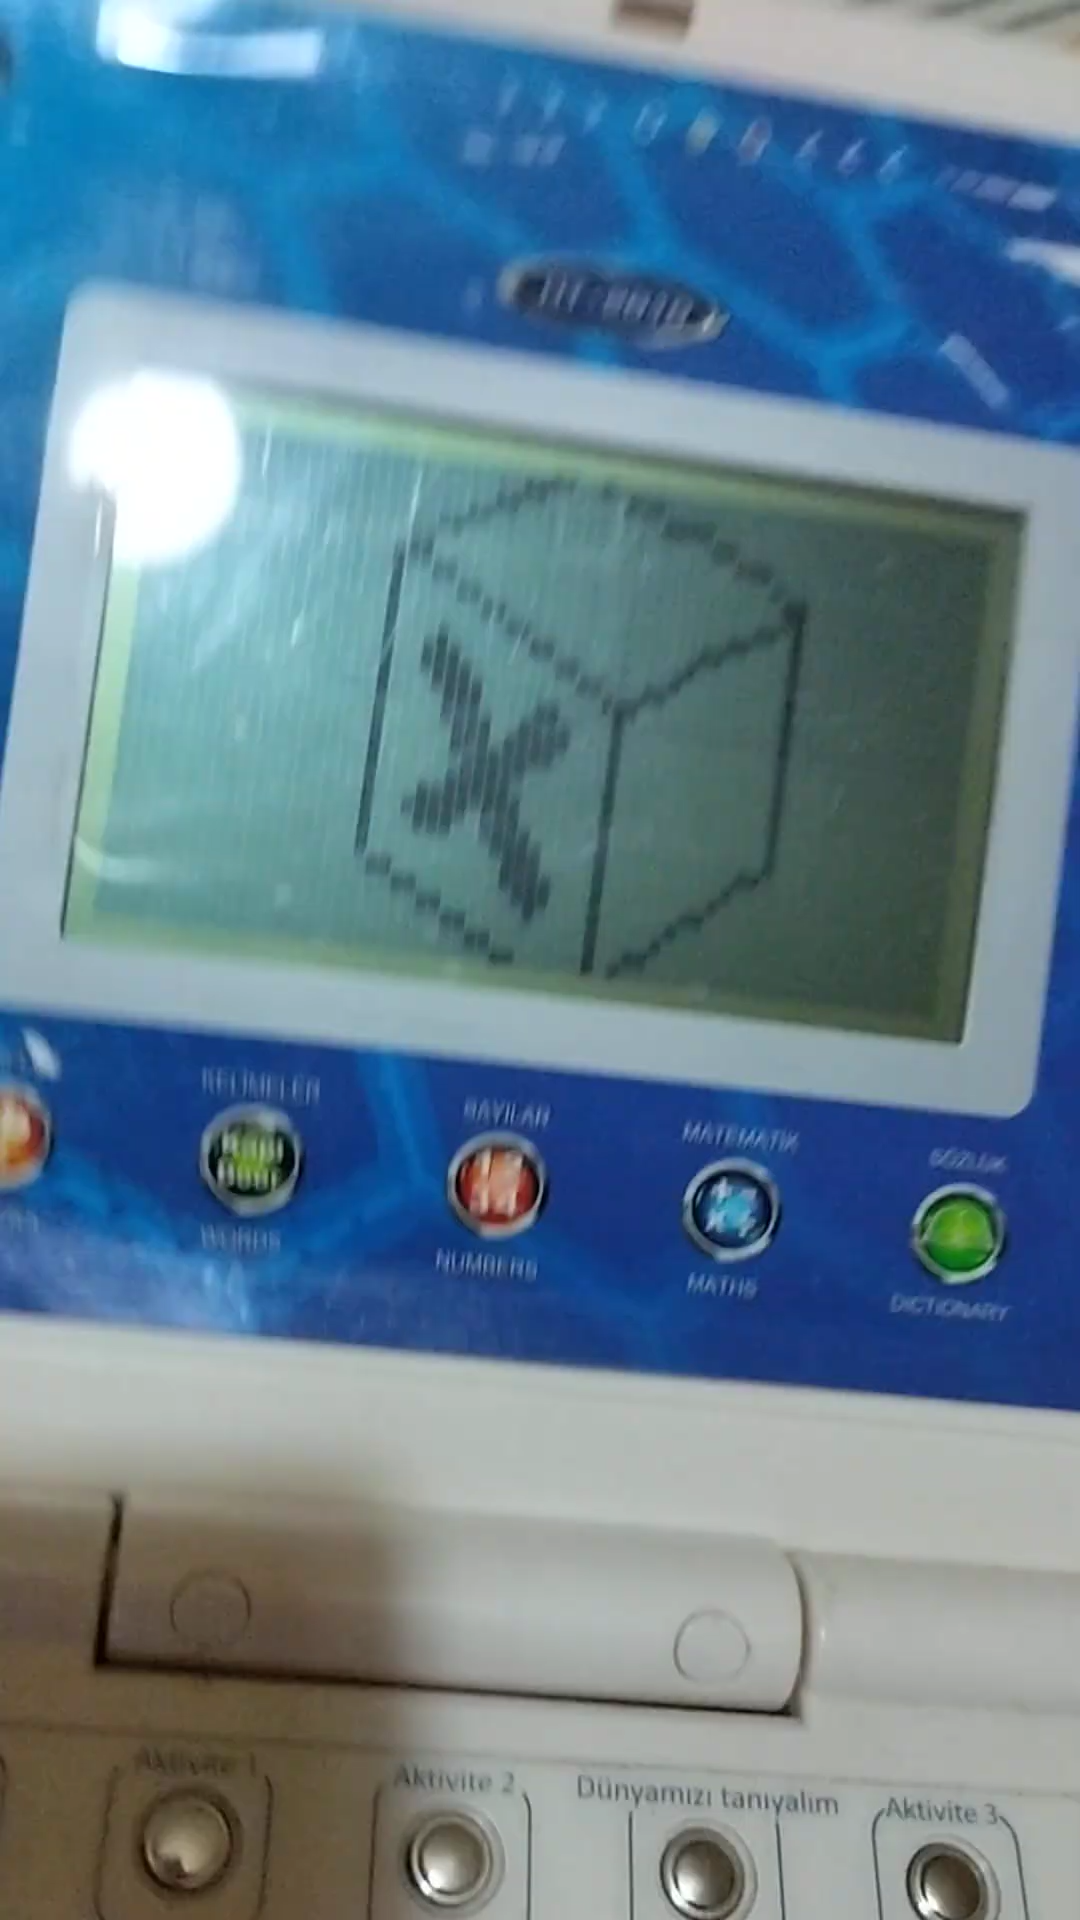 X
KELİMELER
SAYILAR
MATEMATİK
SÖZLÜK
WORDS
NUMBERS
MATHS
DICTIONARY
Aktivite 1
Aktivite 2
Dünyamızı tanıyalım
Aktivite 3